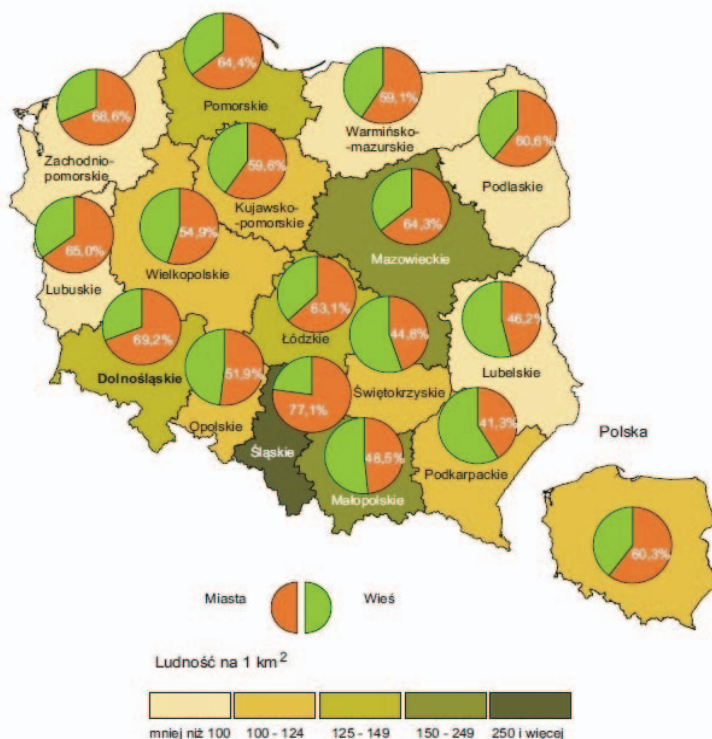 64,4%
Pomorskie
68,6%
Zachodnio-
pomorskie
59,1%
Warmińsko-
-mazurskie
60,6%
Podlaskie
59,6%
Kujawsko-
-pomorskie
54,9%
Wielkopolskie
64,3%
Mazowieckie
65,0%
Lubuskie
63,1%
Łódzkie
69,2%
Dolnośląskie
44,6%
Świętokrzyskie
46,2%
Lubelskie
51,9%
Opolskie
77,1%
Śląskie
48,5%
Małopolskie
41,3%
Podkarpackie
Polska
60,3%
Miasta
Wieś
Ludność na 1 km²
mniej niż 100
100 - 124
125 - 149
150 - 249
250 i więcej